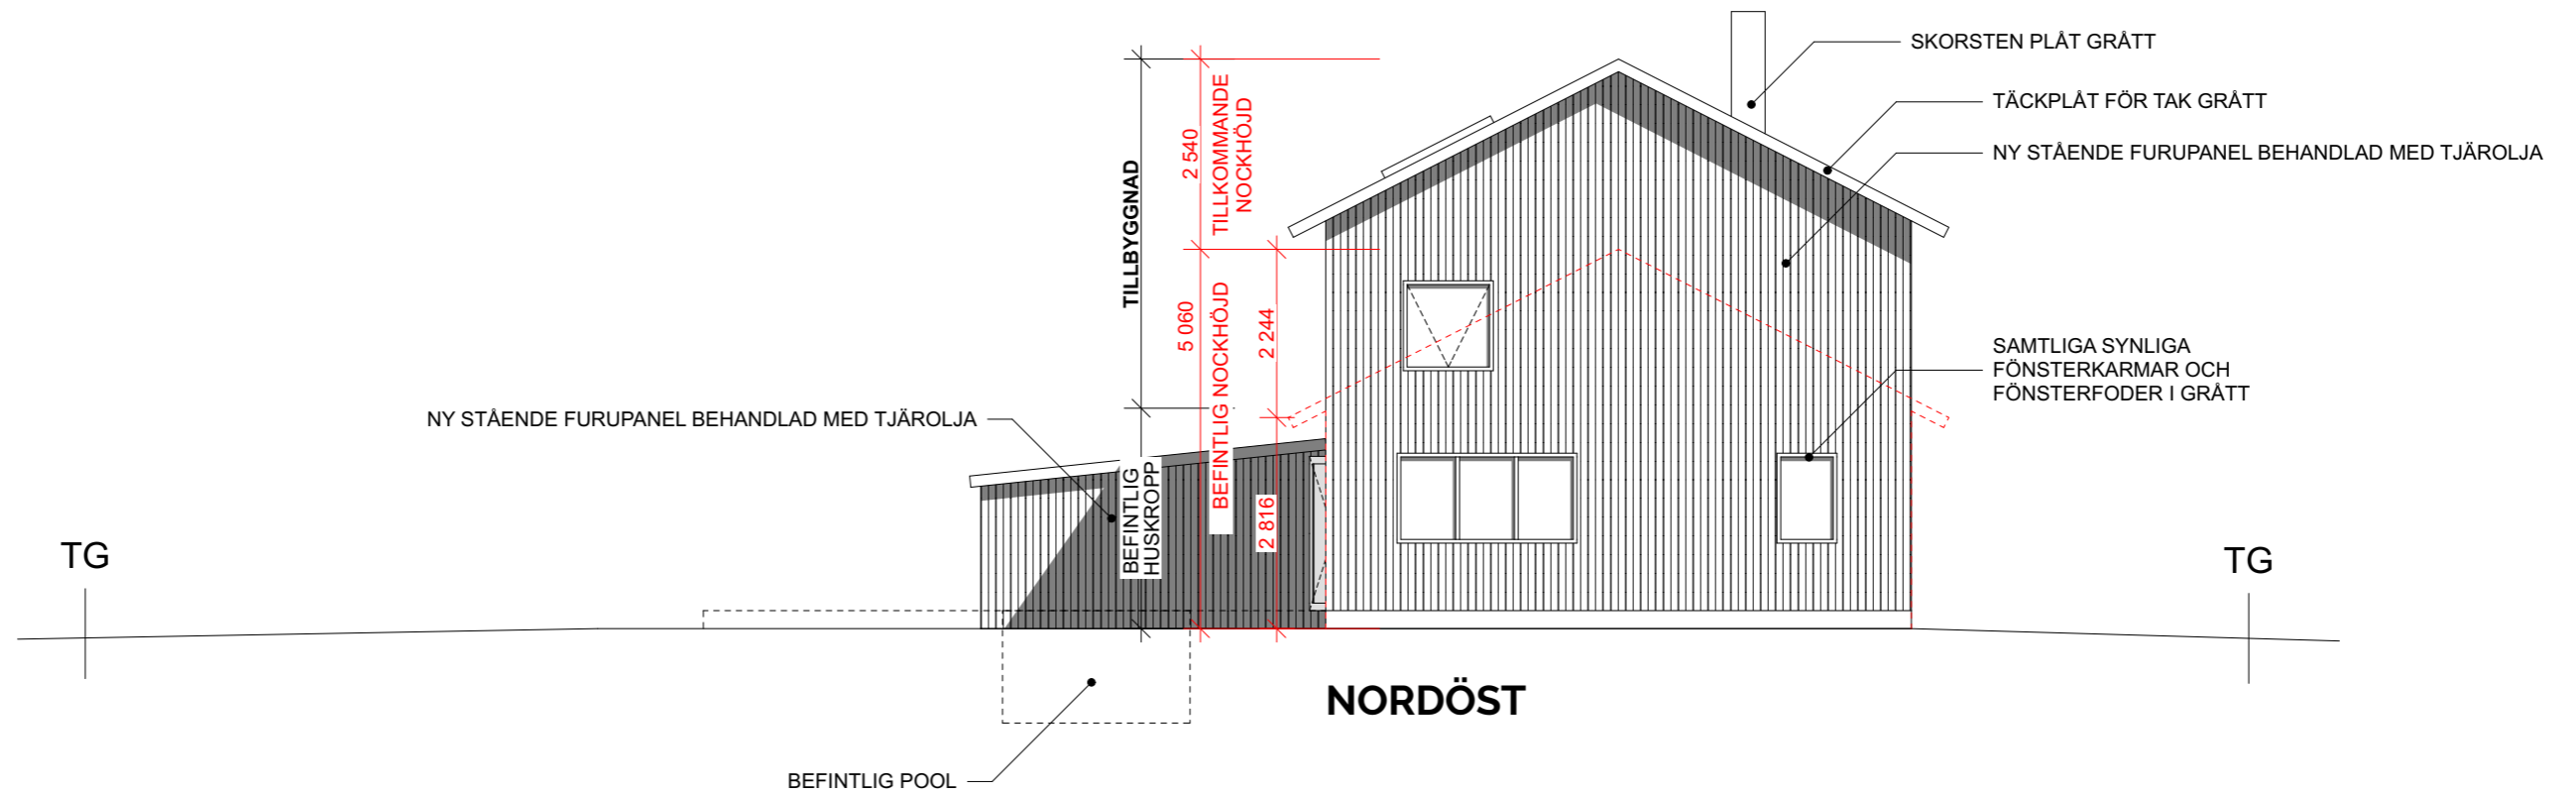 SKORSTEN PLÅT GRÅTT
TÄCKPLÅT FÖR TAK GRÅTT
NY STÅENDE FURUPANEL BEHANDLAD MED TJÄROLJA
TILLBYGGNAD
2 540
TILLKOMMANDE
NOCKHÖJD
5 060
BEFINTLIG NOCKHÖJD
2 244
SAMTLIGA SYNLIGA
FÖNSTERKARMAR OCH
FÖNSTERFODER I GRÅTT
NY STÅENDE FURUPANEL BEHANDLAD MED TJÄROLJA
BEFINTLIG
HUSKROPP
2 816
TG
TG
NORDÖST
BEFINTLIG POOL